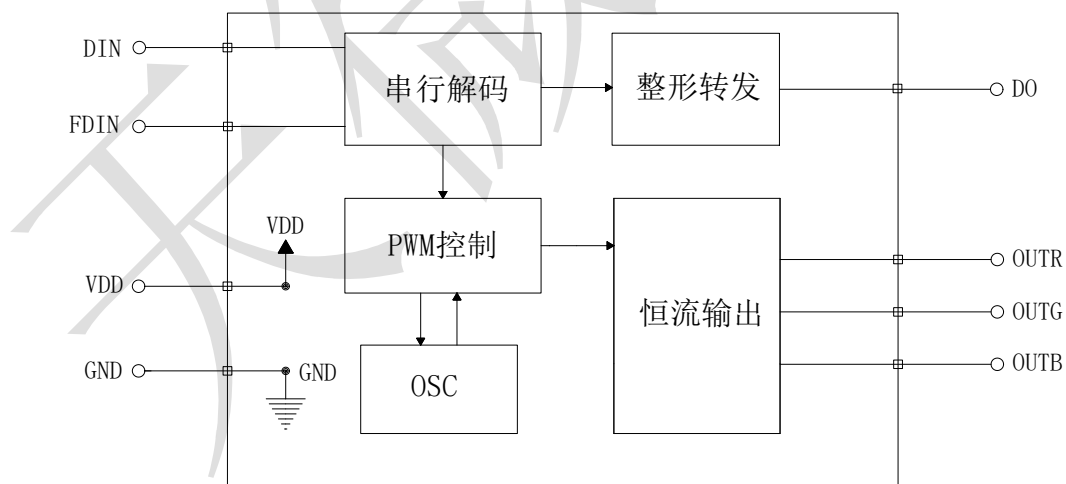 DIN
串行解码
整形转发
DO
FDIN
VDD
PWM控制
OUTR
VDD
恒流输出
OUTG
GND
GND
OSC
OUTB